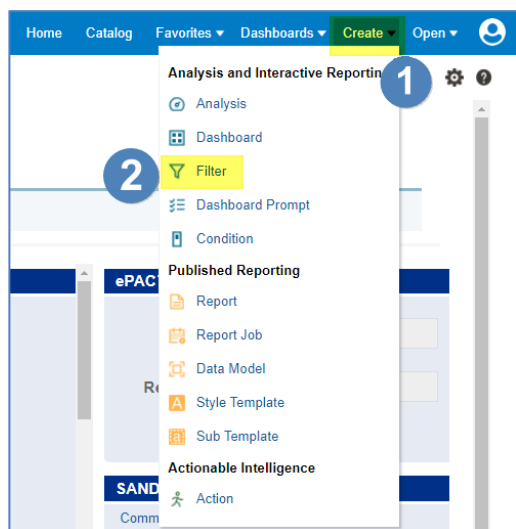 Home Catalog Favorites Dashboards Create Open
Analysis and Interactive Reporting
1
Analysis
Dashboard
2
Filter
Dashboard Prompt
Condition
Published Reporting
ePAC
Report
Report Job
Data Model
Re
A
Style Template
a
Sub Template
Actionable Intelligence
SAND
Action
Comm